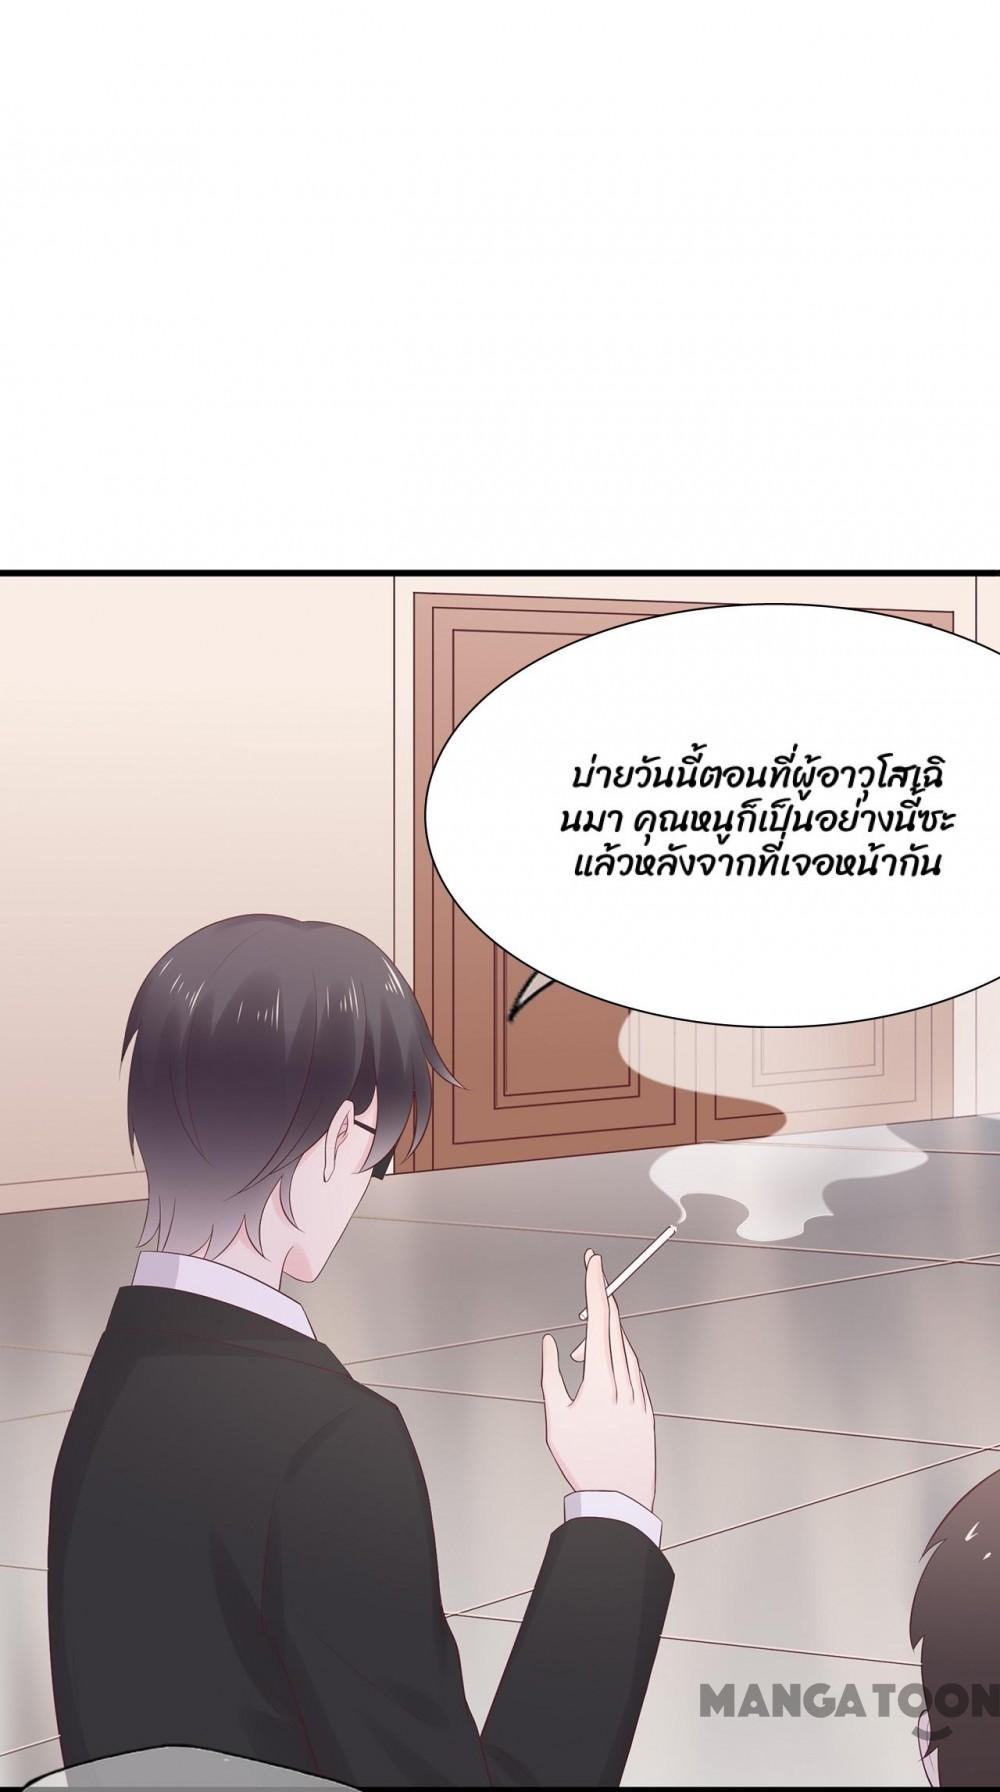 บ่ายวันนี้ตอนที่ผู้อาวุโสเฉิ
นมา คุณหนูก็เป็นอย่างนี้ซะ
แล้วหลังจากที่เจอหน้ากัน
MANGATOON